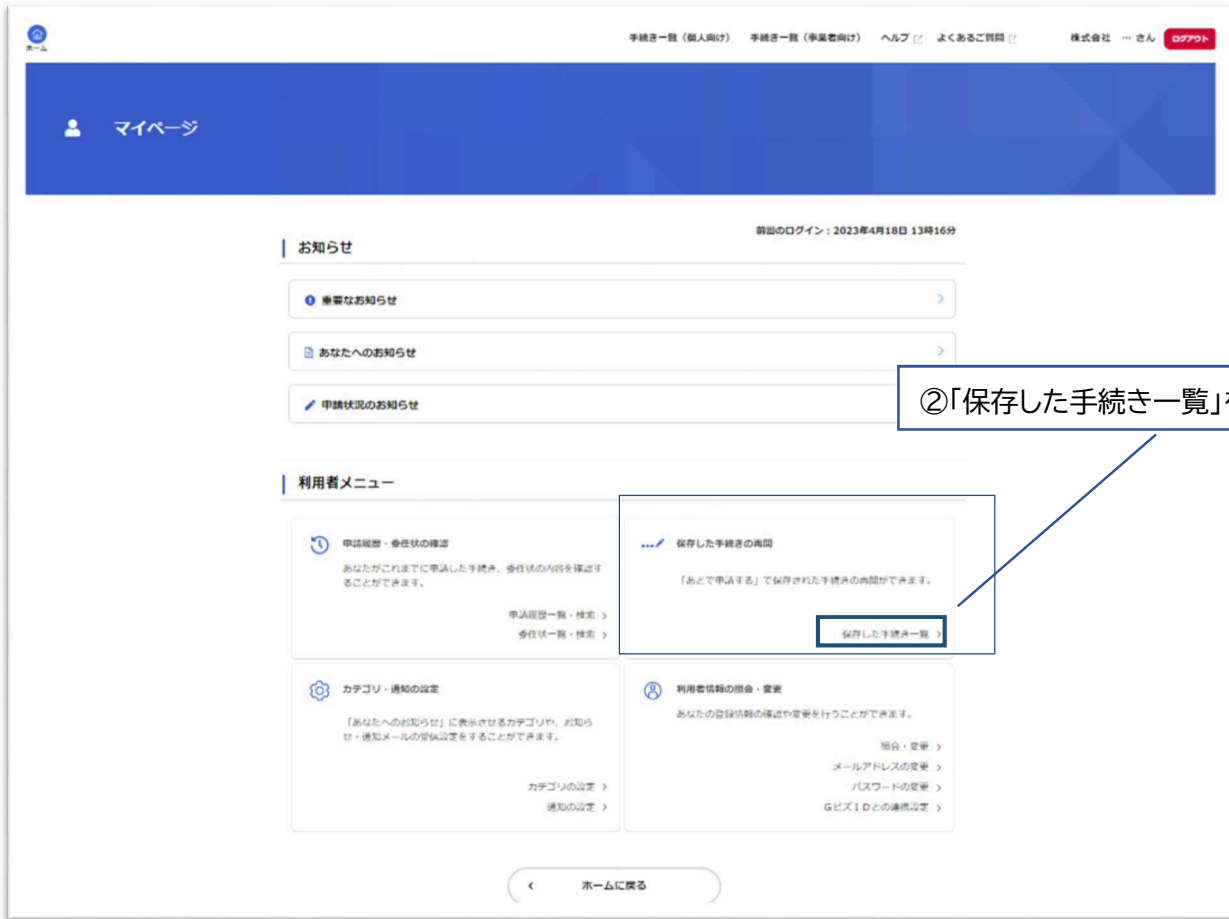 ホーム
手続き一覧（個人向け） 手続き一覧（事業者向け） ヘルプ よくあるご質問 株式会社 … さん ログアウト
マイページ
前回のログイン：2023年4月18日 13時16分
お知らせ
重要なお知らせ
あなたへのお知らせ
申請状況のお知らせ
②「保存した手続き一覧」を
利用者メニュー
申請履歴・委任状の確認
あなたがこれまでに申請した手続き、委任状の内容を確認す
ることができます。
申請履歴一覧・検索
委任状一覧・検索
保存した手続きの再開
「あとで申請する」で保存された手続きの再開ができます。
保存した手続き一覧
カテゴリ・通知の設定
「あなたへのお知らせ」に表示させるカテゴリや、お知ら
せ・通知メールの受信設定をすることができます。
カテゴリの設定
通知の設定
利用者情報の照会・変更
あなたの登録情報の確認や変更を行うことができます。
照会・変更
メールアドレスの変更
パスワードの変更
GビズIDとの連携設定
ホームに戻る